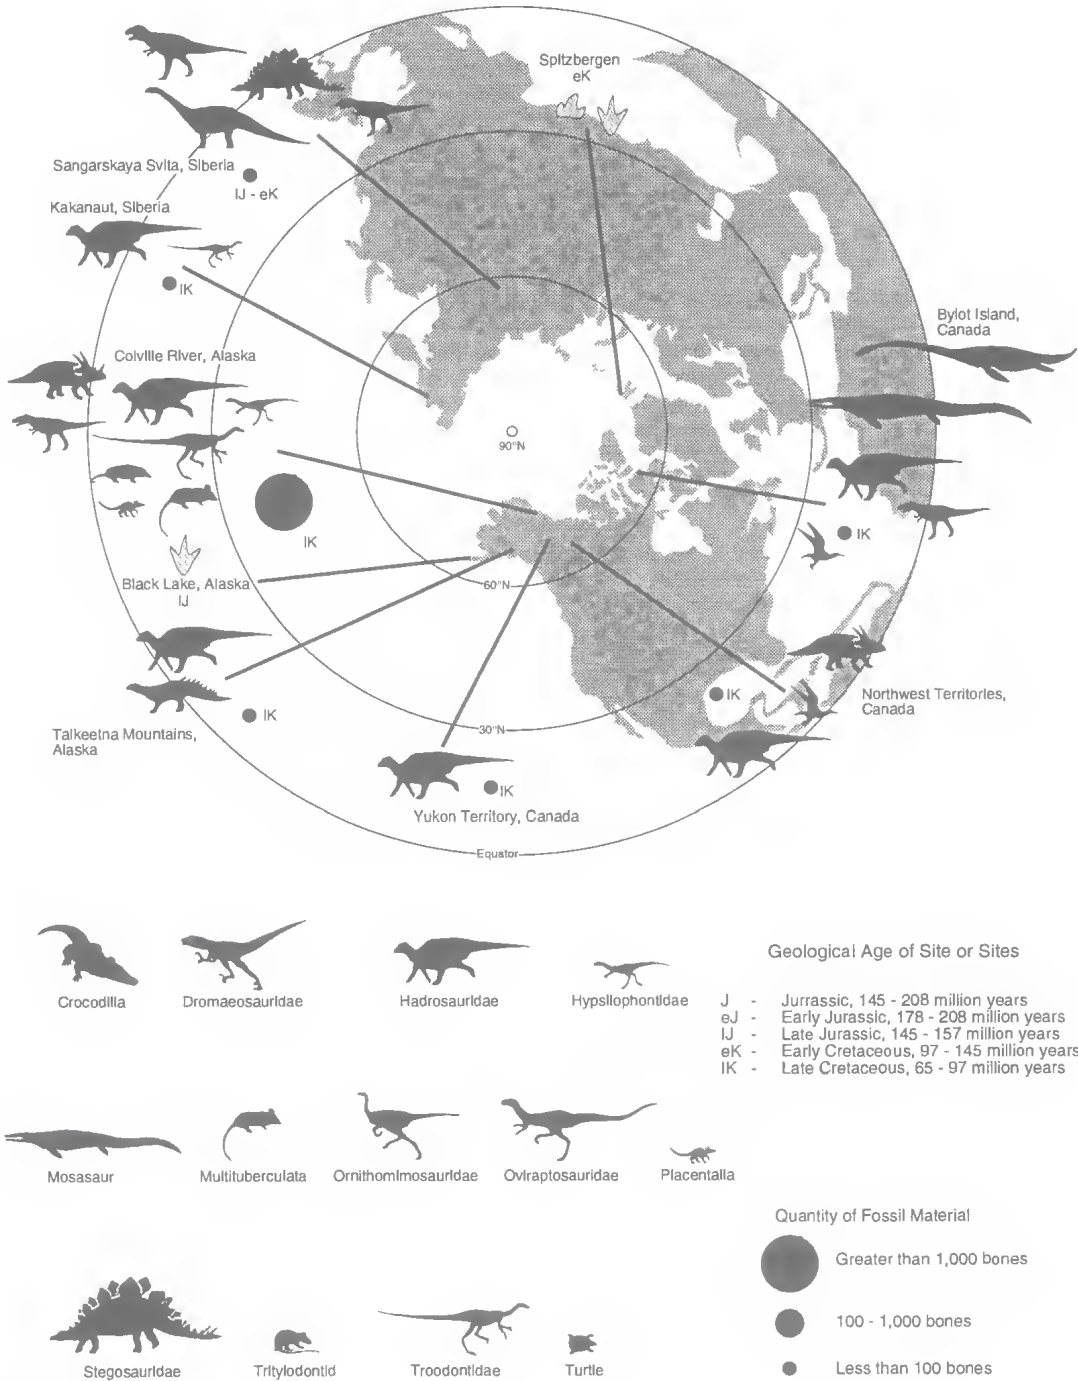 Spitzbergen
eK
Sangarskaya Svita, Siberia
lJ - eK
Kakanaut, Siberia
lK
Bylot Island,
Canada
Colville River, Alaska
90°N
lK
lK
Black Lake, Alaska
lJ
60°N
lK
Northwest Territories,
Canada
lK
Talkeetna Mountains,
Alaska
30°N
lK
Yukon Territory, Canada
Equator
Crocodilia
Dromaeosauridae
Hadrosauridae
Hypsilophontidae
Geological Age of Site or Sites
J - Jurrassic, 145 - 208 million years
eJ - Early Jurassic, 178 - 208 million years
lJ - Late Jurassic, 145 - 157 million years
eK - Early Cretaceous, 97 - 145 million years
lK - Late Cretaceous, 65 - 97 million years
Mosasaur
Multituberculata
Ornithomimosauridae
Oviraptosauridae
Placentalia
Quantity of Fossil Material
Greater than 1,000 bones
100 - 1,000 bones
Less than 100 bones
Stegosauridae
Tritylodontid
Troodontidae
Turtle